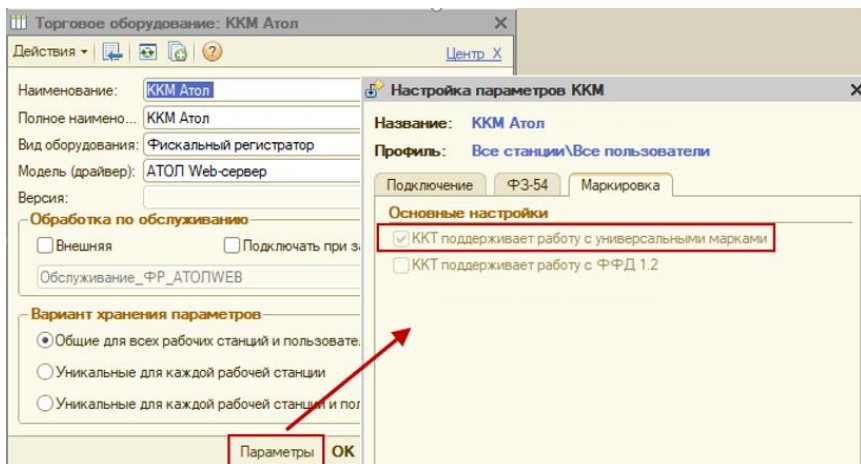 Торговое оборудование: ККМ Атол
Действия
Центр X
Наименование: ККМ Атол
Полное наимено... ККМ Атол
Вид оборудования: Фискальный регистратор
Модель (драйвер): АТОЛ Web-сервер
Версия:
Обработка по обслуживанию
Внешняя
Подключать при за
Обслуживание_ФР_АТОЛWEB
Вариант хранения параметров
Общие для всех рабочих станций и пользовате.
Уникальные для каждой рабочей станции
Уникальные для каждой рабочей станции и пол
Параметры OK
Настройка параметров ККМ
Название: ККМ Атол
Профиль: Все станции\Все пользователи
Подключение ФЗ-54 Маркировка
Основные настройки
ККТ поддерживает работу с универсальными марками
ККТ поддерживает работу с ФФД 1.2